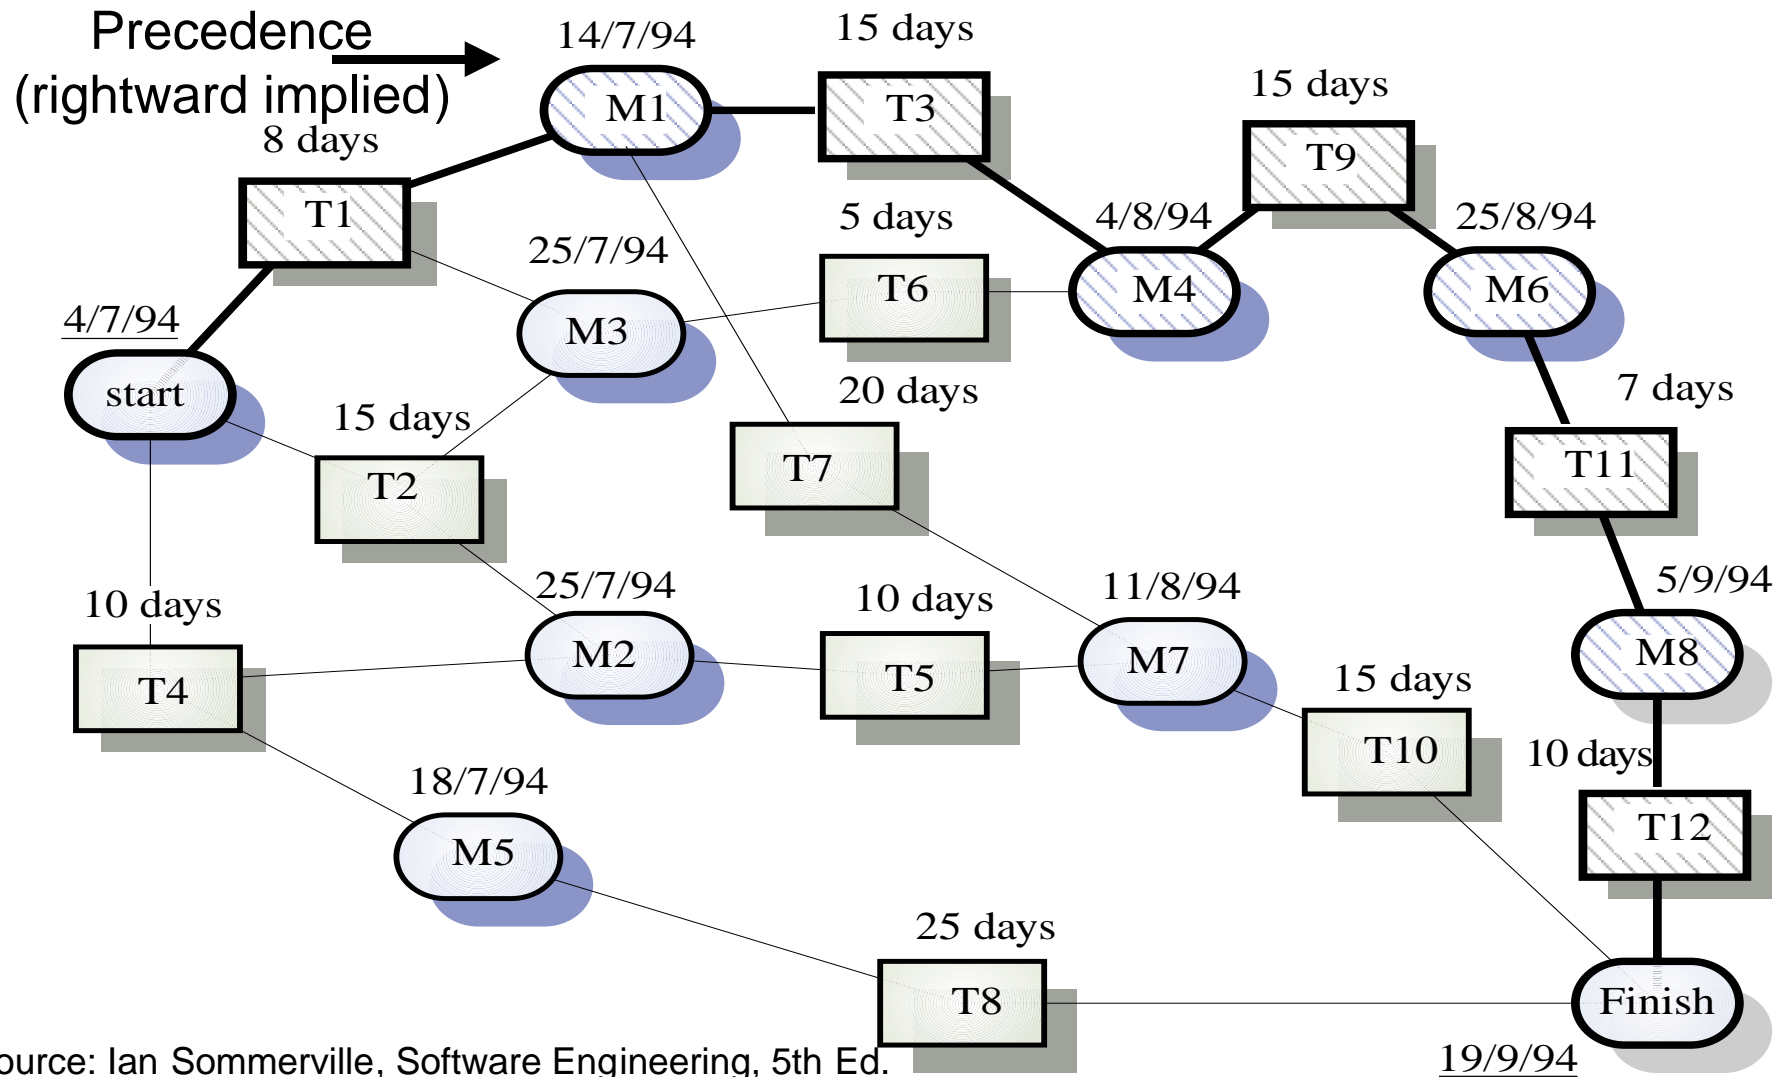 Precedence
(rightward implied)
14/7/94
15 days
M1
T3
15 days
8 days
T9
T1
5 days
4/8/94
25/8/94
25/7/94
T6
M4
M6
4/7/94
M3
start
20 days
7 days
15 days
T7
T11
T2
25/7/94
11/8/94
5/9/94
10 days
10 days
M2
M7
M8
T4
T5
15 days
T10
10 days
18/7/94
T12
M5
25 days
T8
Finish
ource: Ian Sommerville, Software Engineering, 5th Ed.
19/9/94